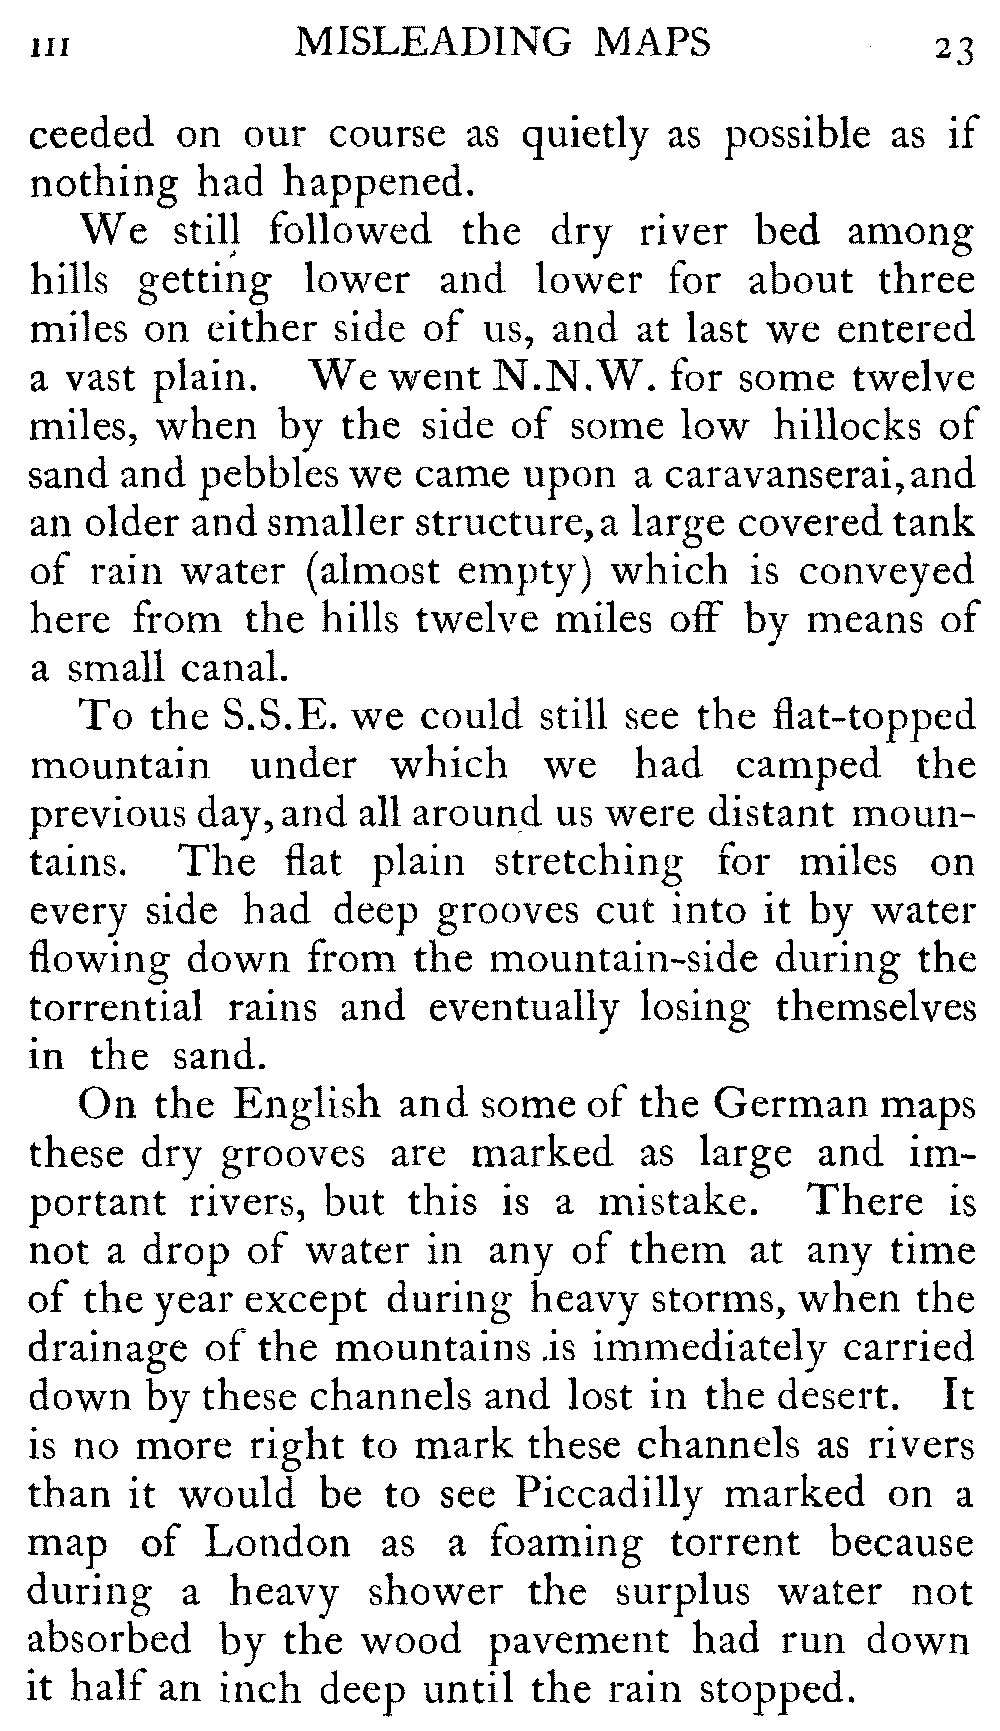 III MISLEADING MAPS 23
ceeded on our course as quietly as possible as if
nothing had happened.
We still followed the dry river bed among
hills getting lower and lower for about three
miles on either side of us, and at last we entered
a vast plain. We went N.N.W. for some twelve
miles, when by the side of some low hillocks of
sand and pebbles we came upon a caravanserai, and
an older and smaller structure, a large covered tank
of rain water (almost empty) which is conveyed
here from the hills twelve miles off by means of
a small canal.
To the S.S.E. we could still see the flat-topped
mountain under which we had camped the
previous day, and all around us were distant moun-
tains. The flat plain stretching for miles on
every side had deep grooves cut into it by water
flowing down from the mountain-side during the
torrential rains and eventually losing themselves
in the sand.
On the English and some of the German maps
these dry grooves are marked as large and im-
portant rivers, but this is a mistake. There is
not a drop of water in any of them at any time
of the year except during heavy storms, when the
drainage of the mountains is immediately carried
down by these channels and lost in the desert. It
is no more right to mark these channels as rivers
than it would be to see Piccadilly marked on a
map of London as a foaming torrent because
during a heavy shower the surplus water not
absorbed by the wood pavement had run down
it half an inch deep until the rain stopped.